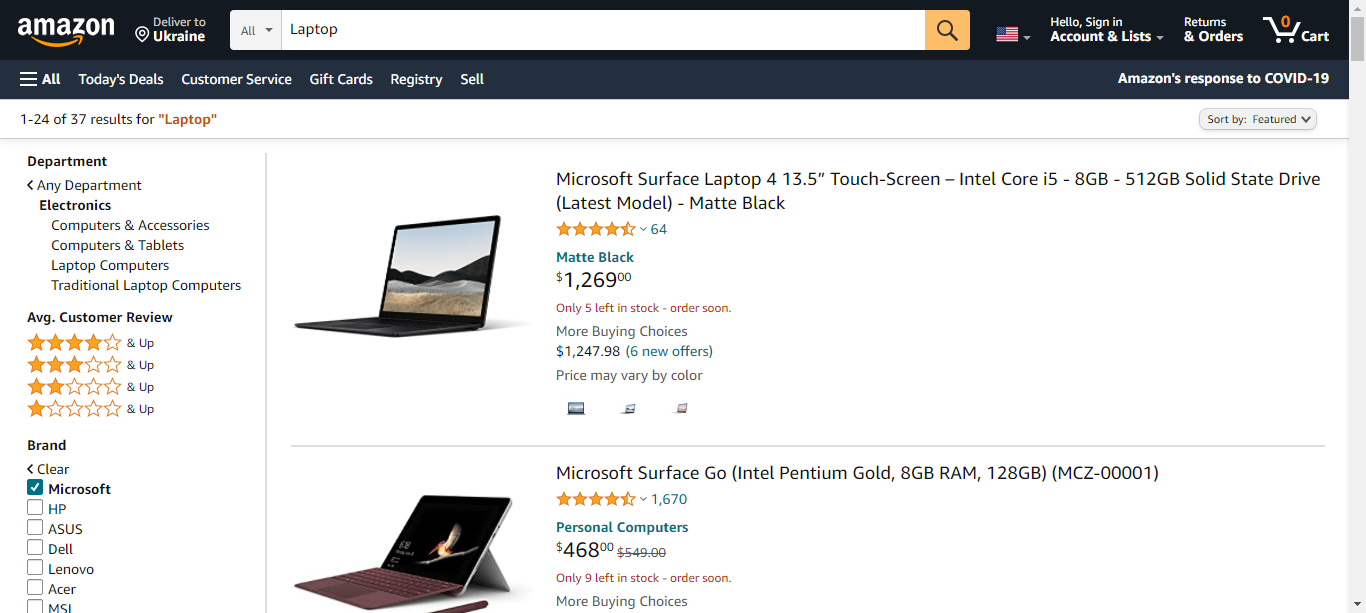 amazon
Deliver to
Ukraine
All
Laptop
Hello, Sign in
Account & Lists
Returns
& Orders
0
Cart
All
Today's Deals
Customer Service
Gift Cards
Registry
Sell
Amazon's response to COVID-19
1-24 of 37 results for "Laptop"
Sort by: Featured
Department
Any Department
Electronics
Computers & Accessories
Computers & Tablets
Laptop Computers
Traditional Laptop Computers
Avg. Customer Review
& Up
& Up
& Up
& Up
Brand
Clear
Microsoft
HP
ASUS
Dell
Lenovo
Acer
MSI
Microsoft Surface Laptop 4 13.5” Touch-Screen – Intel Core i5 - 8GB - 512GB Solid State Drive
(Latest Model) - Matte Black
64
Matte Black
$1,26900
Only 5 left in stock - order soon.
More Buying Choices
$1,247.98 (6 new offers)
Price may vary by color
Microsoft Surface Go (Intel Pentium Gold, 8GB RAM, 128GB) (MCZ-00001)
1,670
Personal Computers
$46800 $549.00
Only 9 left in stock - order soon.
More Buying Choices